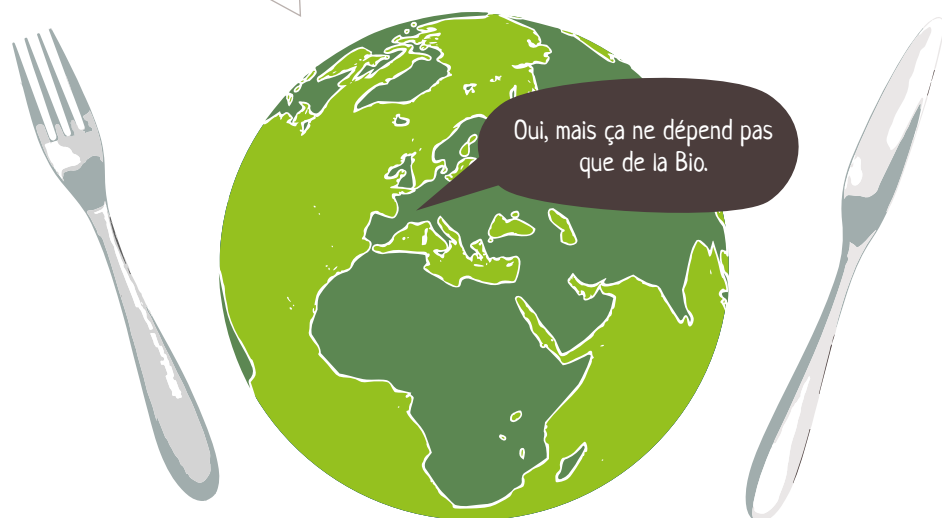 Oui, mais ça ne dépend pas
que de la Bio.